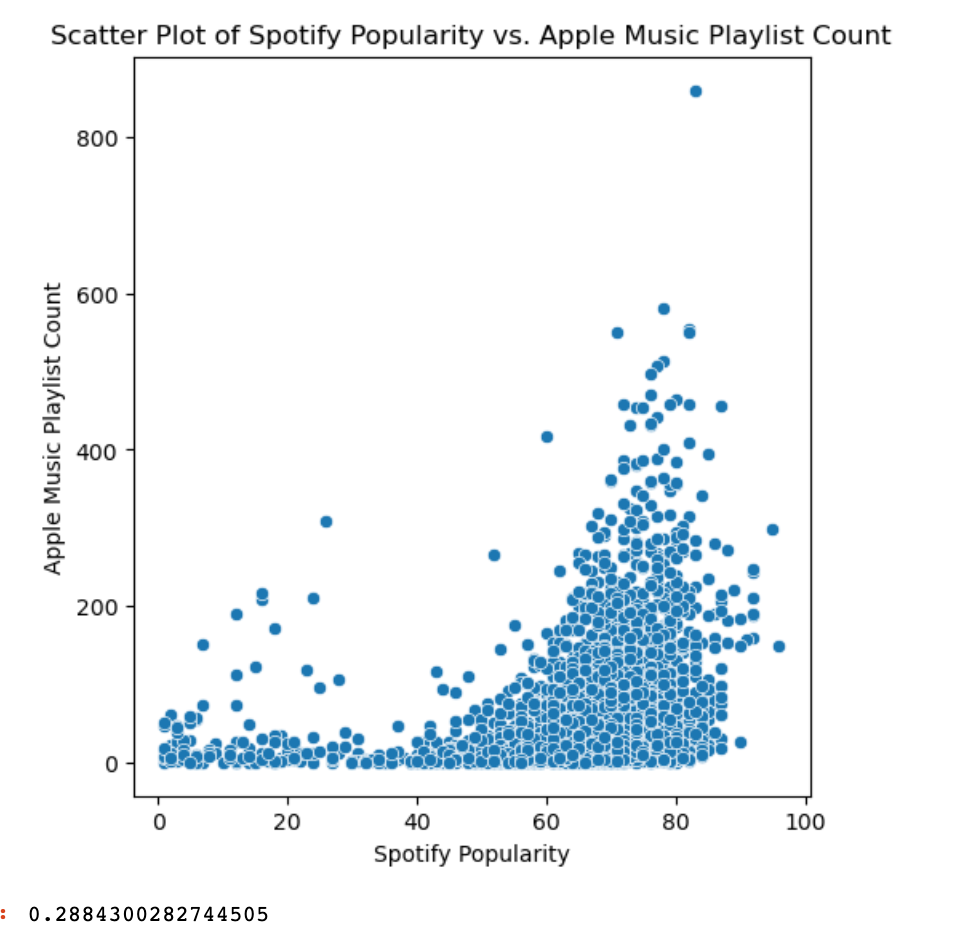 Scatter Plot of Spotify Popularity vs. Apple Music Playlist Count
800
600
400
200
0
Apple Music Playlist Count
0 20 40 60 80 100
Spotify Popularity
: 0.2884300282744505